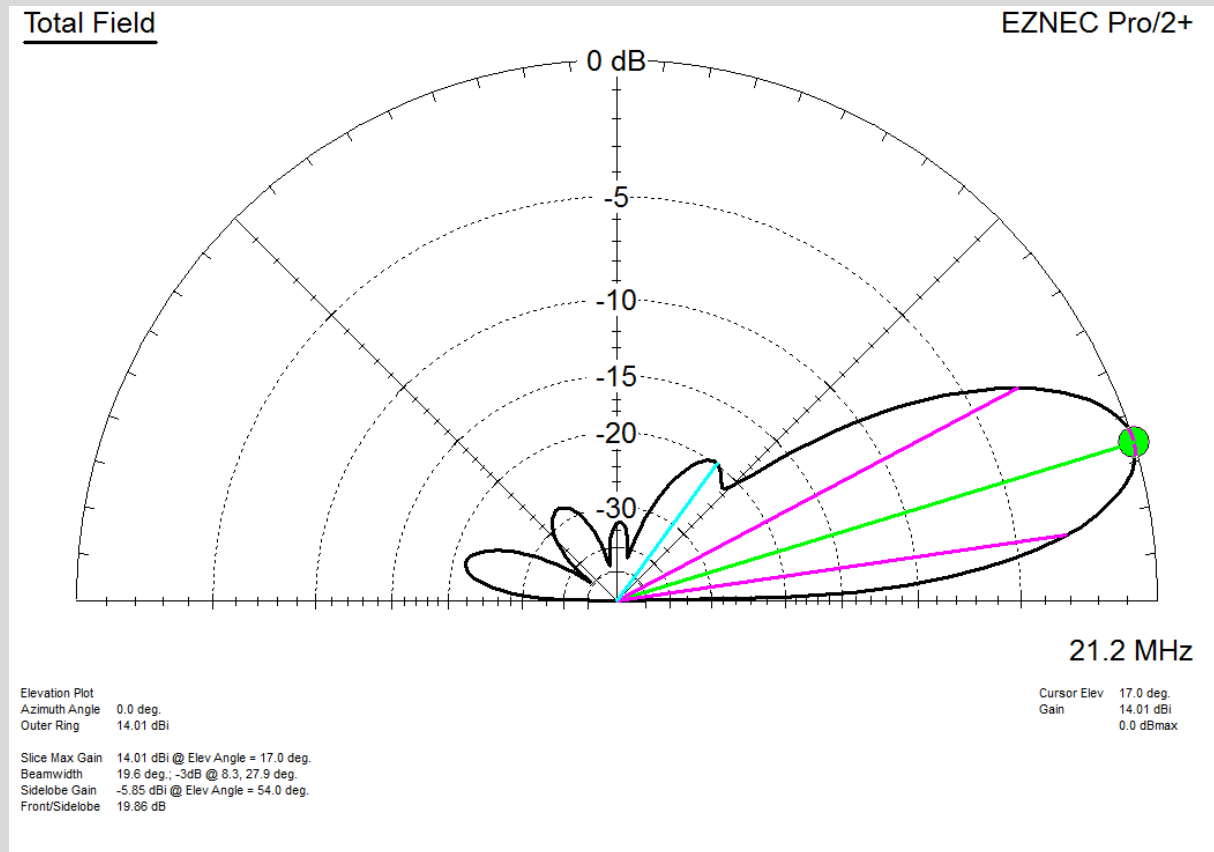 Total Field
EZNEC Pro/2+
0 dB
-5
-10
-15
-20
-30
21.2 MHz
Elevation Plot
Azimuth Angle 0.0 deg.
Outer Ring 14.01 dBi
Cursor Elev 17.0 deg.
Gain 14.01 dBi
0.0 dBmax
Slice Max Gain 14.01 dBi @ Elev Angle = 17.0 deg.
Beamwidth 19.6 deg.; -3dB @ 8.3, 27.9 deg.
Sidelobe Gain -5.85 dBi @ Elev Angle = 54.0 deg.
Front/Sidelobe 19.86 dB